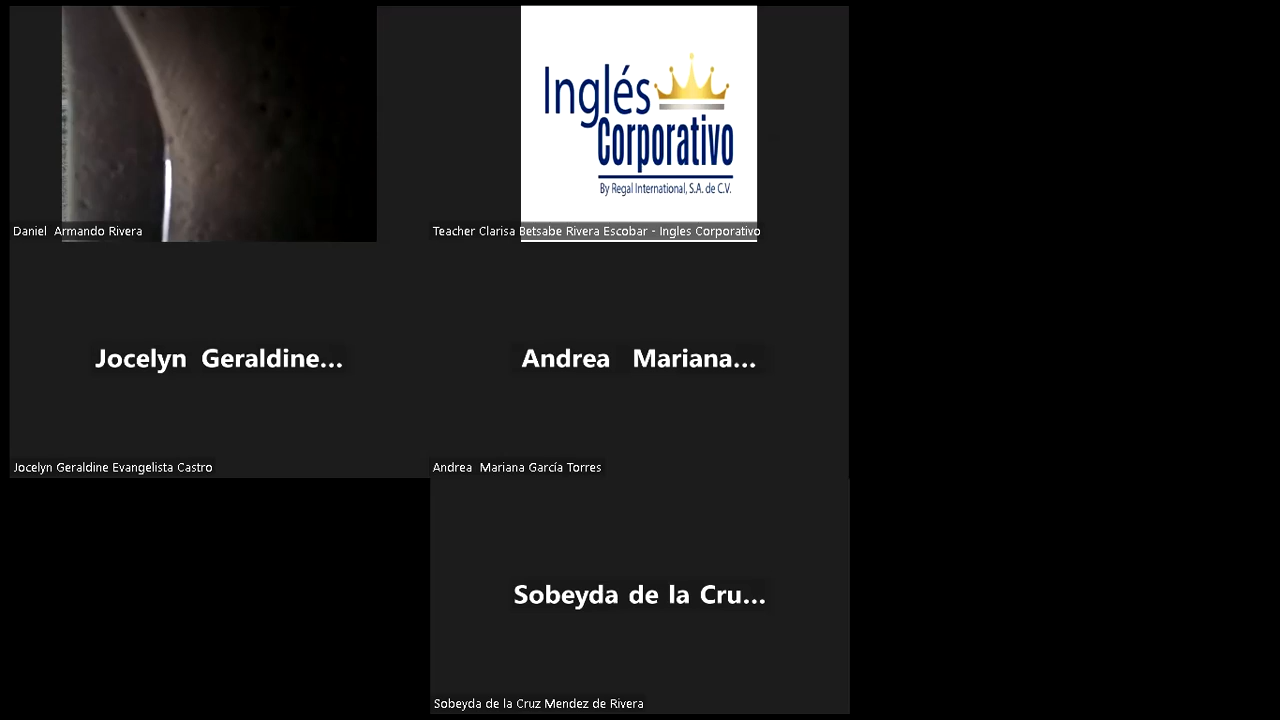 Inglés
Corporativo
By Regal International, S.A. de C.V.
Daniel Armando Rivera
Teacher Clarisa Betsabe Rivera Escobar - Ingles Corporativo
Jocelyn Geraldine...
Andrea Mariana...
Jocelyn Geraldine Evangelista Castro
Andrea Mariana García Torres
Sobeyda de la Cru...
Sobeyda de la Cruz Mendez de Rivera